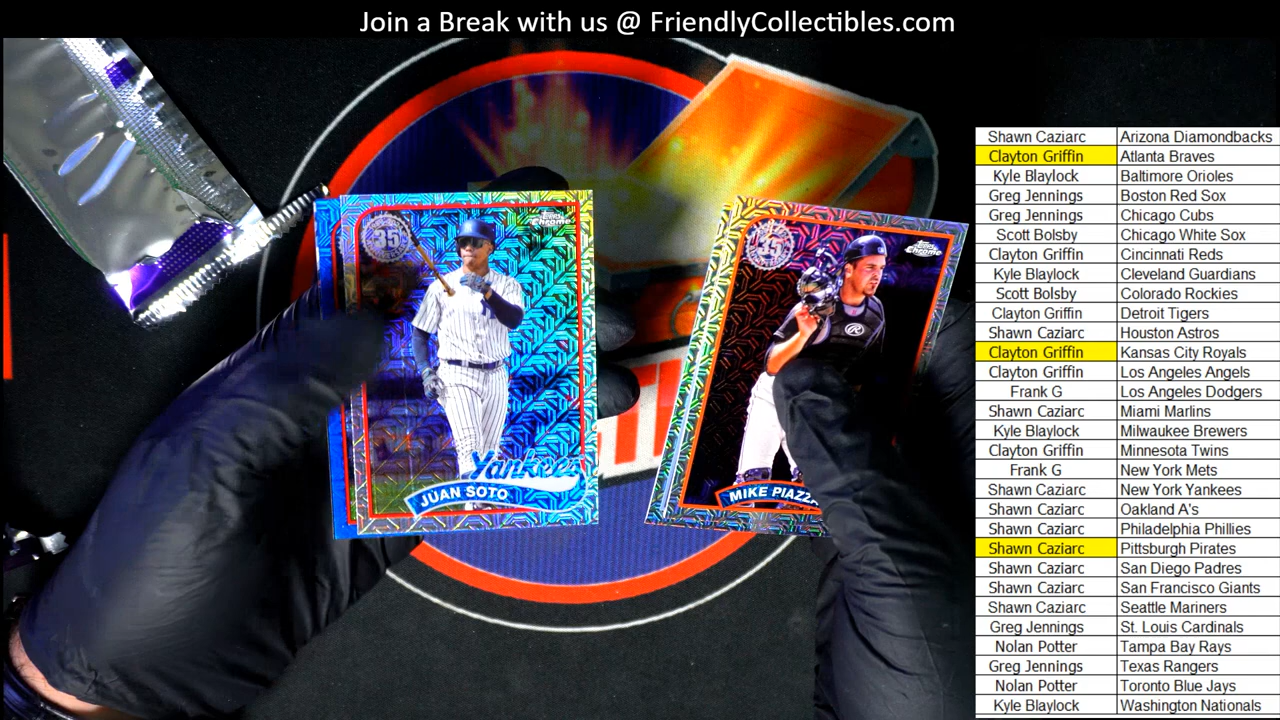 Join a Break with us @ FriendlyCollectibles.com
Shawn Caziarc Arizona Diamondbacks
Clayton Griffin Atlanta Braves
Kyle Blaylock Baltimore Orioles
Greg Jennings Boston Red Sox
Greg Jennings Chicago Cubs
Scott Bolsby Chicago White Sox
Clayton Griffin Cincinnati Reds
Kyle Blaylock Cleveland Guardians
Scott Bolsby Colorado Rockies
Clayton Griffin Detroit Tigers
Shawn Caziarc Houston Astros
Clayton Griffin Kansas City Royals
Clayton Griffin Los Angeles Angels
Frank G Los Angeles Dodgers
Shawn Caziarc Miami Marlins
Kyle Blaylock Milwaukee Brewers
Clayton Griffin Minnesota Twins
Frank G New York Mets
Shawn Caziarc New York Yankees
Shawn Caziarc Oakland A's
Shawn Caziarc Philadelphia Phillies
Shawn Caziarc Pittsburgh Pirates
Shawn Caziarc San Diego Padres
Shawn Caziarc San Francisco Giants
Shawn Caziarc Seattle Mariners
Greg Jennings St. Louis Cardinals
Nolan Potter Tampa Bay Rays
Greg Jennings Texas Rangers
Nolan Potter Toronto Blue Jays
Kyle Blaylock Washington Nationals
35
Topps
Chrome
Yankees
JUAN SOTO
35
Topps
Chrome
R
MIKE PIAZZA